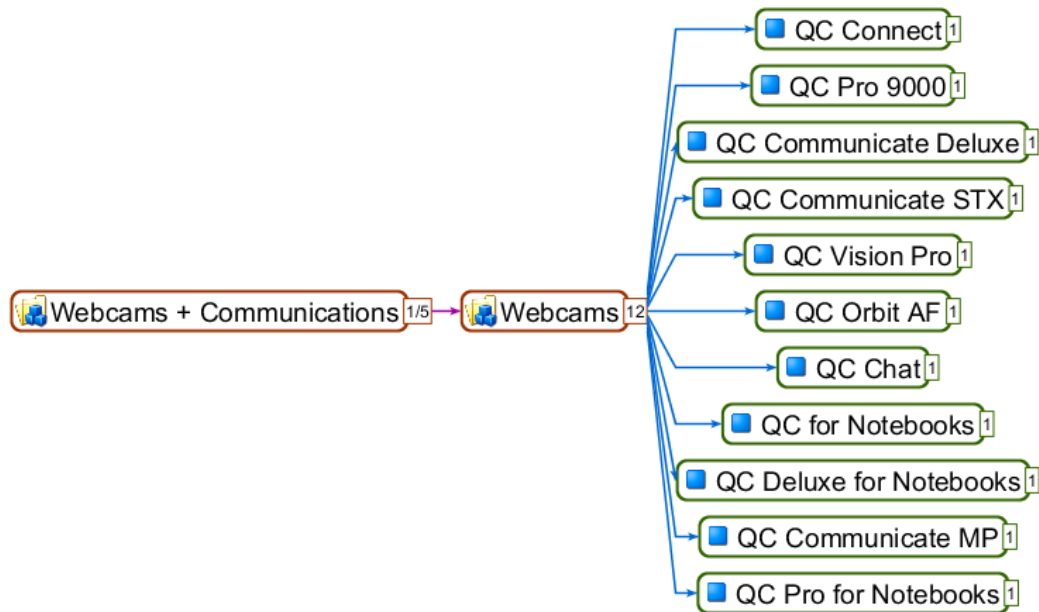 QC Connect 1
QC Pro 9000 1
QC Communicate Deluxe 1
QC Communicate STX 1
QC Vision Pro 1
Webcams + Communications 1/5 Webcams 12
QC Orbit AF 1
QC Chat 1
QC for Notebooks 1
QC Deluxe for Notebooks 1
QC Communicate MP 1
QC Pro for Notebooks 1